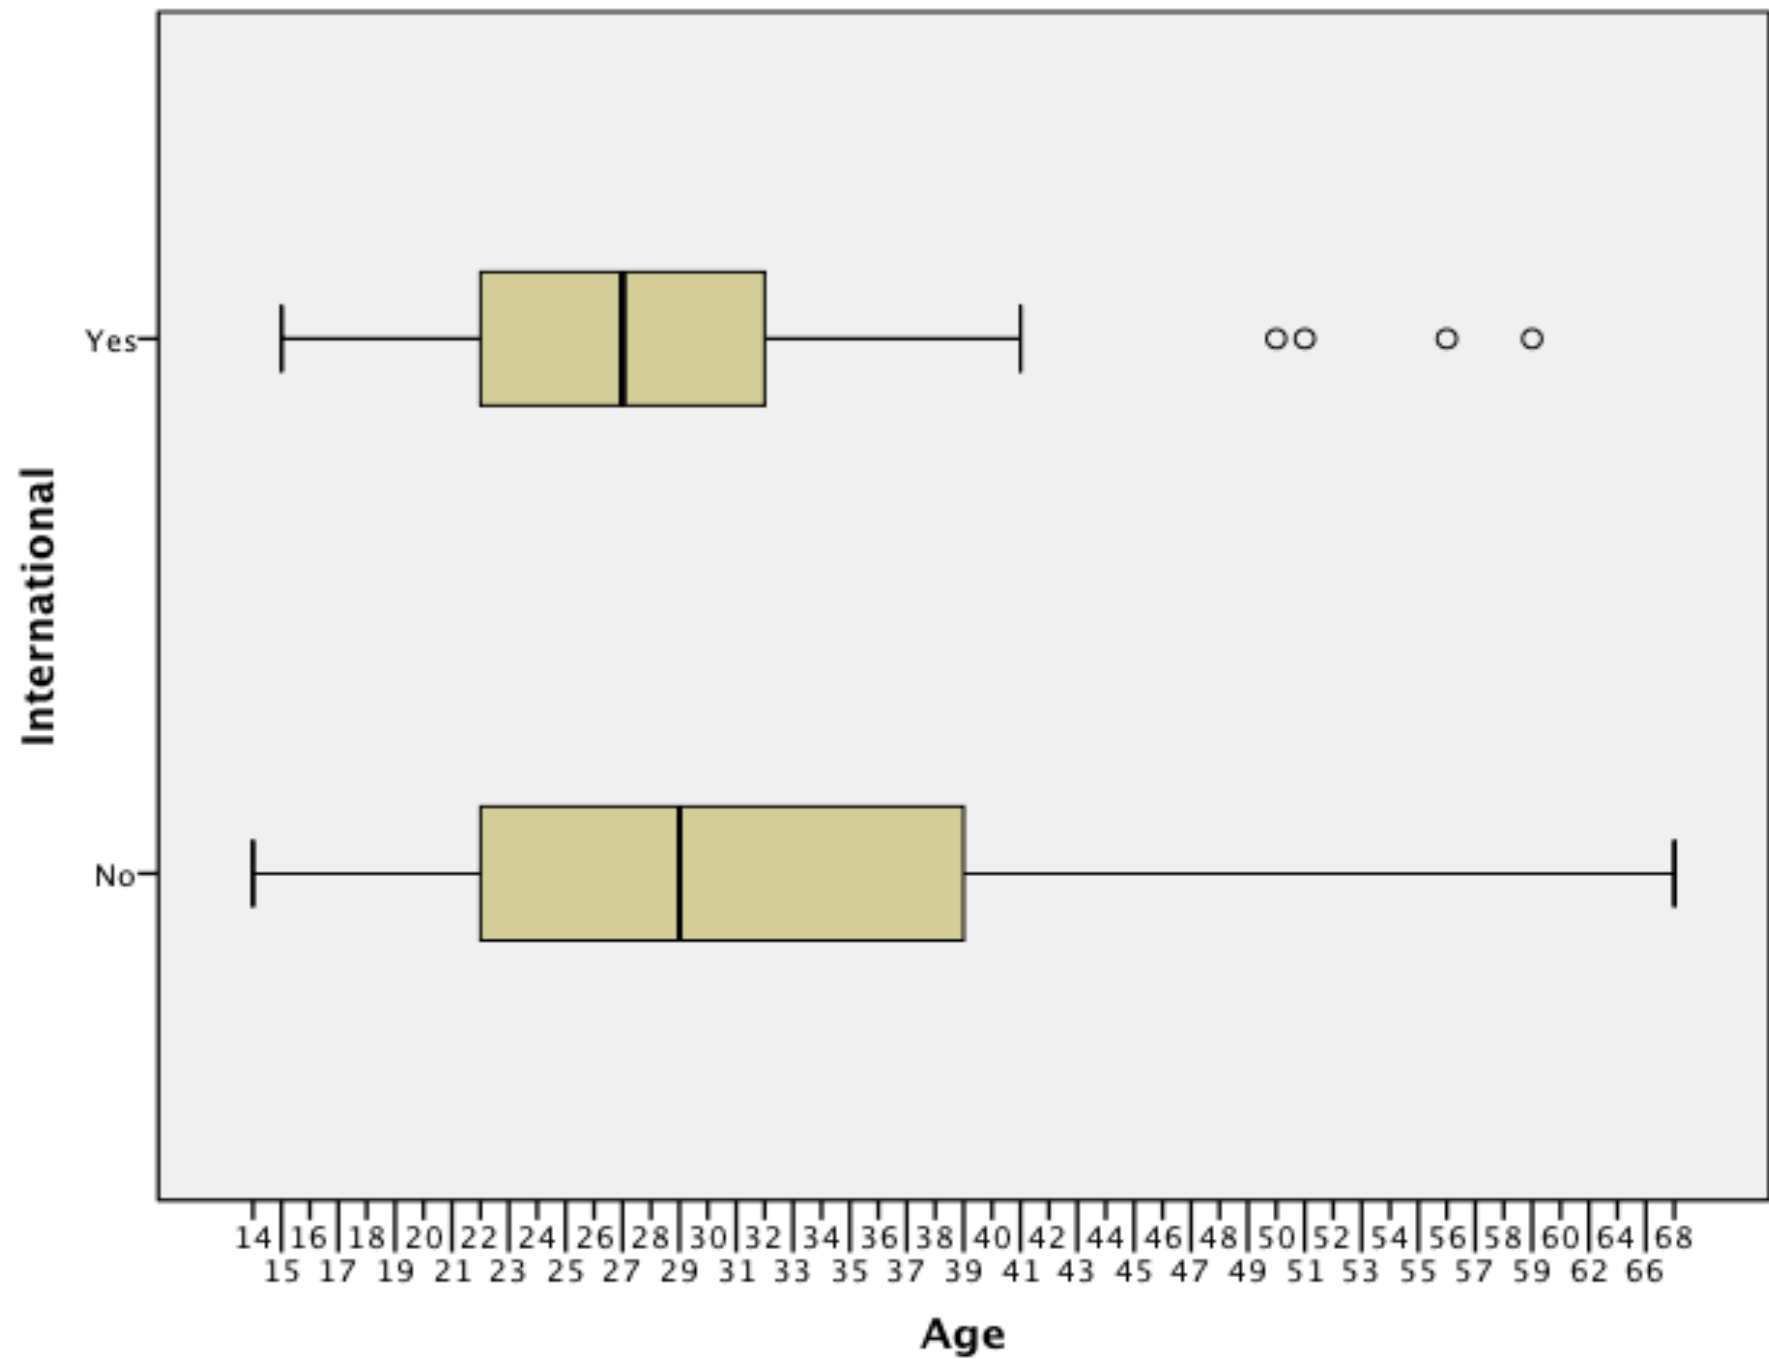 International
Yes
No
14 16 18 20 22 24 26 28 30 32 34 36 38 40 42 44 46 48 50 52 54 56 58 60 64 68
15 17 19 21 23 25 27 29 31 33 35 37 39 41 43 45 47 49 51 53 55 57 59 62 66
Age